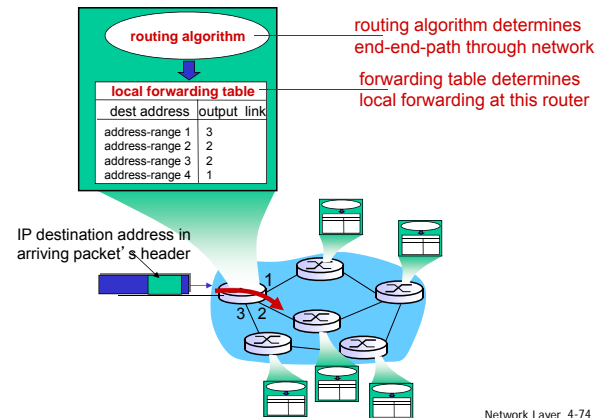 routing algorithm
routing algorithm determines
end-end-path through network
local forwarding table
forwarding table determines
local forwarding at this router
dest address output link
address-range 1 3
address-range 2 2
address-range 3 2
address-range 4 1
IP destination address in
arriving packet's header
1
3 2
Network Layer 4-74